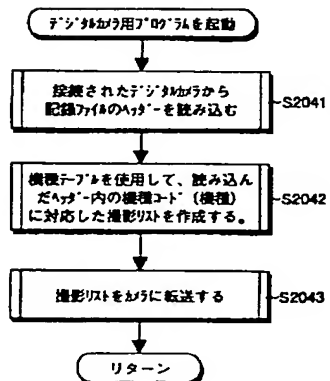 ﾃﾞｼﾞﾀﾙｶﾒﾗ用ﾌﾟﾛｸﾞﾗﾑを起動
接続されたﾃﾞｼﾞﾀﾙｶﾒﾗから
記録ﾌｧｲﾙのﾍｯﾀﾞｰを読み込む
S2041
機種ﾃｰﾌﾞﾙを使用して、読み込ん
だﾍｯﾀﾞｰ内の機種ｺｰﾄﾞ(機種)
に対応した撮影ﾘｽﾄを作成する。
S2042
撮影ﾘｽﾄをｶﾒﾗに転送する
S2043
リターン